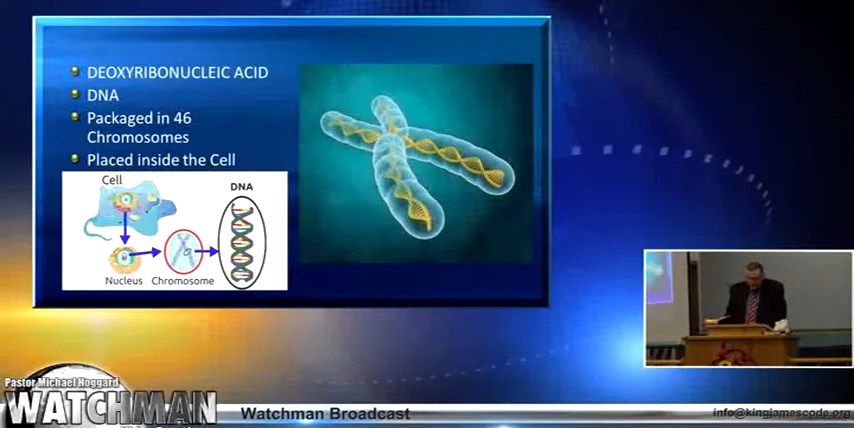 DEOXYRIBONUCLEIC ACID
DNA
Packaged in 46
Chromosomes
Placed inside the Cell
Cell
DNA
Nucleus
Chromosome
Pastor Michael Hoggard
WATCHMAN
Watchman Broadcast
info@kingjamescode.org